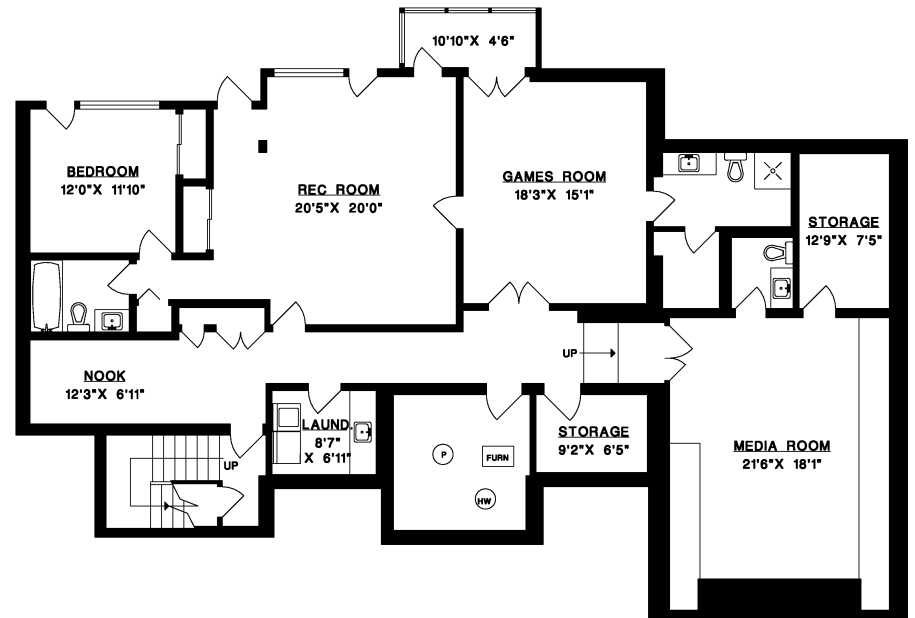 10'10"X 4'6"
BEDROOM
12'0"X 11'10"
REC ROOM
20'5"X 20'0"
GAMES ROOM
18'3"X 15'1"
STORAGE
12'9"X 7'5"
UP
NOOK
12'3"X 6'11"
LAUND.
8'7"
X 6'11"
STORAGE
9'2"X 6'5"
MEDIA ROOM
21'6"X 18'1"
P
FURN
UP
HW